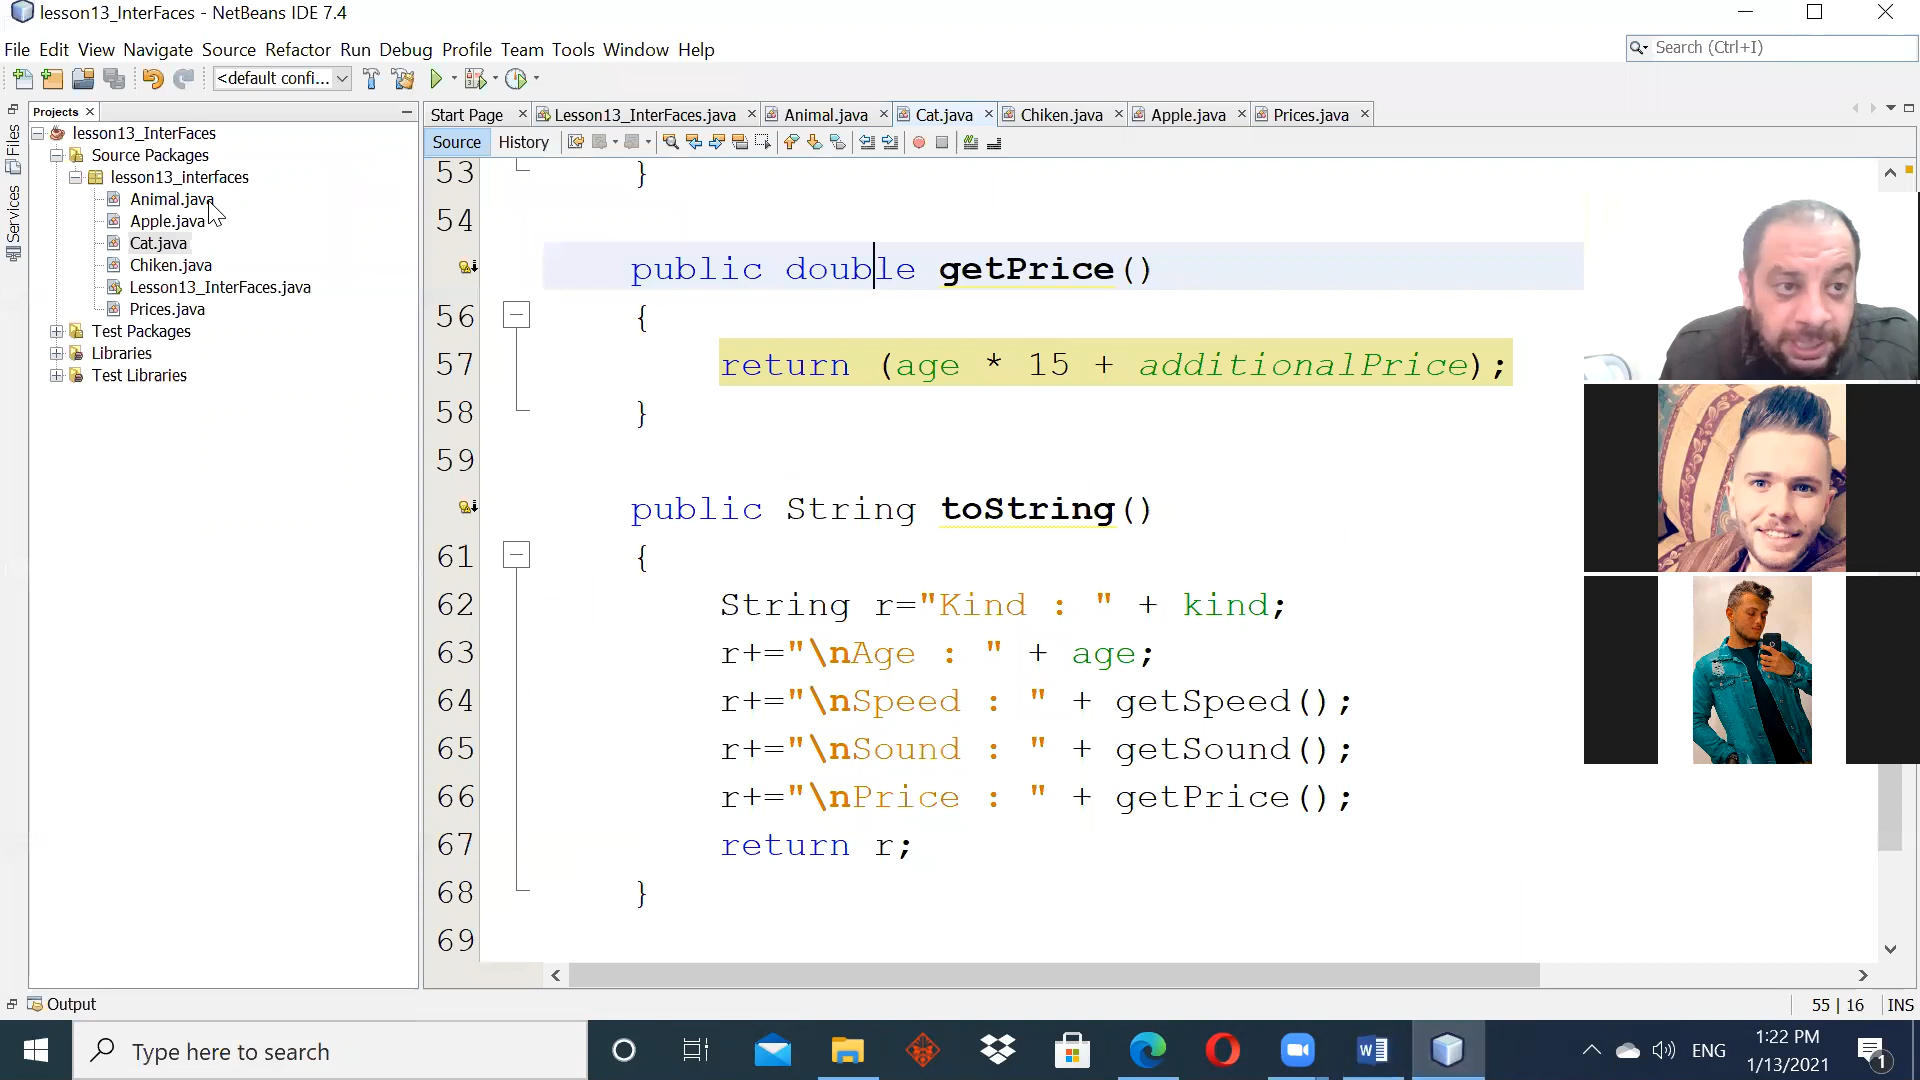 lesson13_InterFaces - NetBeans IDE 7.4
File Edit View Navigate Source Refactor Run Debug Profile Team Tools Window Help
Search (Ctrl+I)
<default confi...
Projects
Start Page
Lesson13_InterFaces.java
Animal.java
Cat.java
Chiken.java
Apple.java
Prices.java
Files
Services
lesson13_InterFaces
Source Packages
lesson13_interfaces
Animal.java
Apple.java
Cat.java
Chiken.java
Lesson13_InterFaces.java
Prices.java
Test Packages
Libraries
Test Libraries
Source History
53 }
54
public double getPrice()
56 {
57 return (age * 15 + additionalPrice);
58 }
59
public String toString()
61 {
62 String r="Kind : " + kind;
63 r+="\nAge : " + age;
64 r+="\nSpeed : " + getSpeed();
65 r+="\nSound : " + getSound();
66 r+="\nPrice : " + getPrice();
67 return r;
68 }
69
Output
55 | 16 INS
Type here to search
ENG
1:22 PM
1/13/2021
1